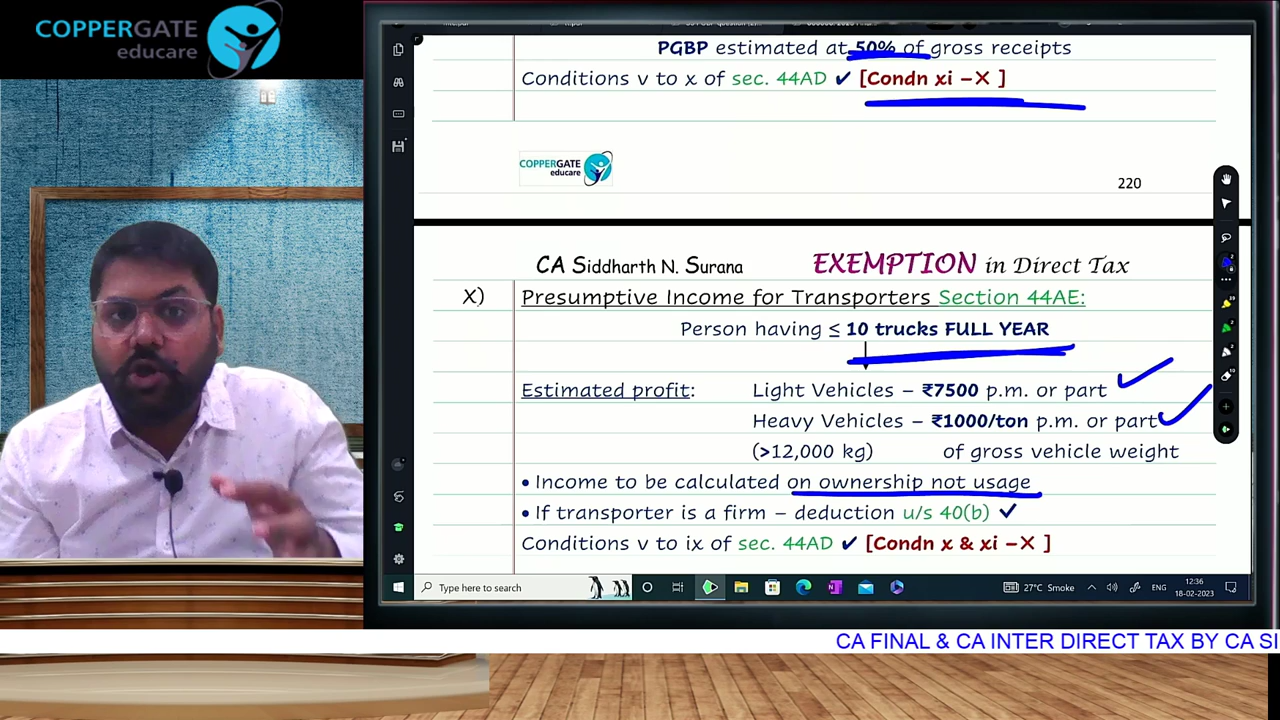 COPPERGATE
educare
PGBP estimated at 50% of gross receipts
Conditions v to x of sec. 44AD ✔ [Condn xi –X ]
COPPERGATE
educare
220
CA Siddharth N. Surana
EXEMPTION in Direct Tax
X) Presumptive Income for Transporters Section 44AE:
Person having ≤ 10 trucks FULL YEAR
Estimated profit: Light Vehicles – ₹7500 p.m. or part
Heavy Vehicles – ₹1000/ton p.m. or part
(>12,000 kg) of gross vehicle weight
• Income to be calculated on ownership not usage
• If transporter is a firm – deduction u/s 40(b) ✔
Conditions v to ix of sec. 44AD ✔ [Condn x & xi –X ]
Type here to search
27°C Smoke
ENG
12:36
18-02-2023
CA FINAL & CA INTER DIRECT TAX BY CA SI